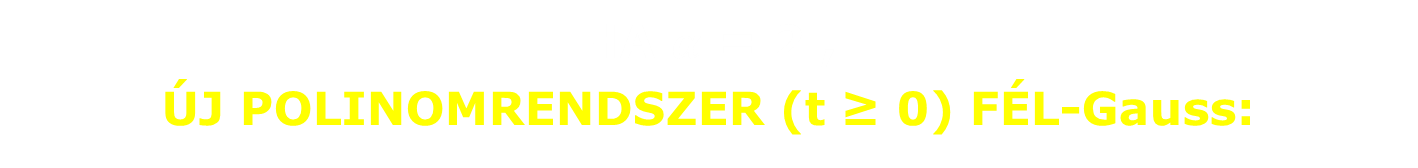 ÚJ POLINOMRENDSZER (t ≥ 0) FÉL-Gauss: